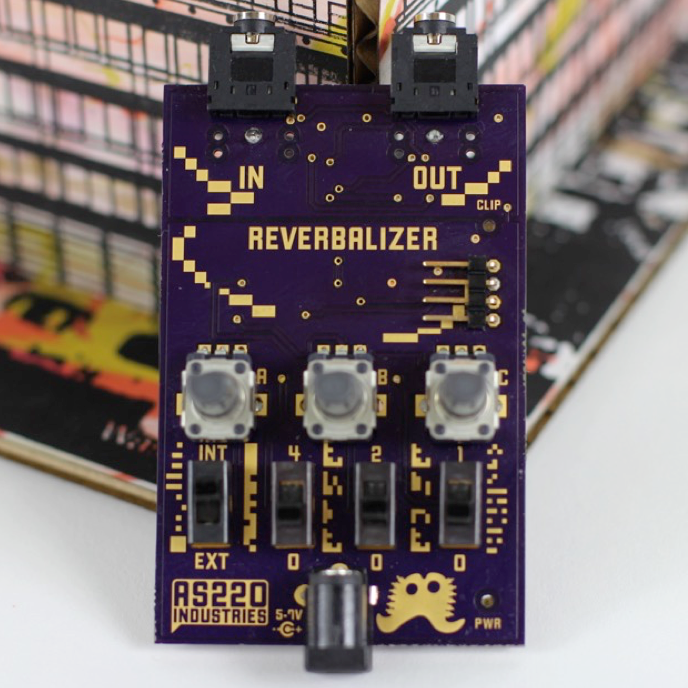 IN OUT
CLIP
REVERBALIZER
A B C
INT 4 2 1
EXT 0 0 0
AS220
INDUSTRIES
5-9V
PWR